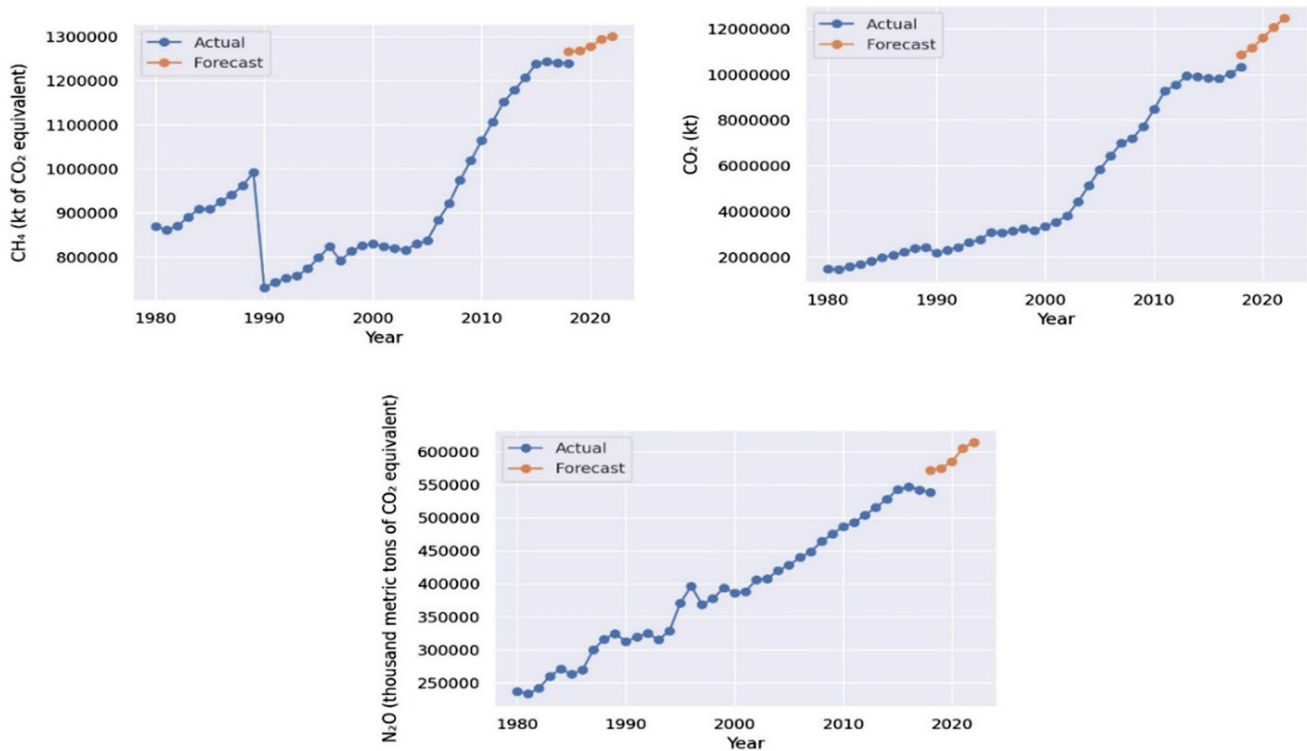 CH₄ (kt of CO₂ equivalent)
1300000
1200000
1100000
1000000
900000
800000
Actual
Forecast
1980 1990 2000 2010 2020
Year
CO₂ (kt)
12000000
10000000
8000000
6000000
4000000
2000000
Actual
Forecast
1980 1990 2000 2010 2020
Year
N₂O (thousand metric tons of CO₂ equivalent)
600000
550000
500000
450000
400000
350000
300000
250000
Actual
Forecast
1980 1990 2000 2010 2020
Year